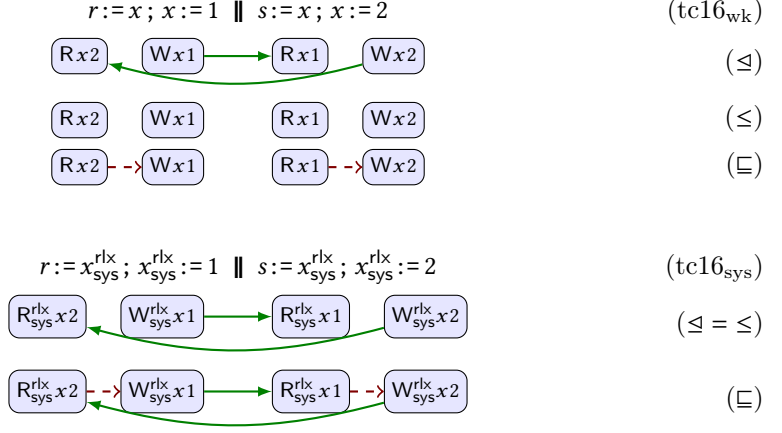 r := x ; x := 1 || s := x ; x := 2 (tc16wk)
Rx2 Wx1 Rx1 Wx2 (⊴)
Rx2 Wx1 Rx1 Wx2 (≤)
Rx2 Wx1 Rx1 Wx2 (⊑)
r := x^rlx_sys ; x^rlx_sys := 1 || s := x^rlx_sys ; x^rlx_sys := 2 (tc16sys)
R^rlx_sys x2 W^rlx_sys x1 R^rlx_sys x1 W^rlx_sys x2 (⊴ = ≤)
R^rlx_sys x2 W^rlx_sys x1 R^rlx_sys x1 W^rlx_sys x2 (⊑)